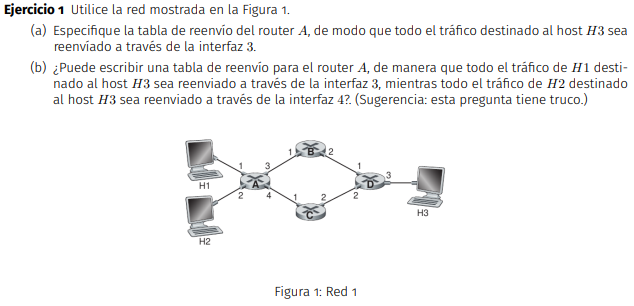 Ejercicio 1 Utilice la red mostrada en la Figura 1.
(a) Especifique la tabla de reenvío del router A, de modo que todo el tráfico destinado al host H3 sea
reenvíado a través de la interfaz 3.
(b) ¿Puede escribir una tabla de reenvío para el router A, de manera que todo el tráfico de H1 desti-
nado al host H3 sea reenviado a través de la interfaz 3, mientras todo el tráfico de H2 destinado
al host H3 sea reenviado a través de la interfaz 4?. (Sugerencia: esta pregunta tiene truco.)
1 B 2
1 3 1
H1 A D 3
2 4 1 2 2
C
H3
H2
Figura 1: Red 1